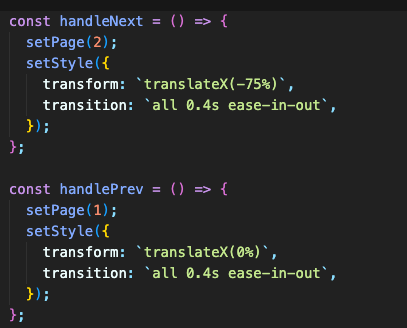 const handleNext = () => {
  setPage(2);
  setStyle({
    transform: `translateX(-75%)`,
    transition: `all 0.4s ease-in-out`,
  });
};

const handlePrev = () => {
  setPage(1);
  setStyle({
    transform: `translateX(0%)`,
    transition: `all 0.4s ease-in-out`,
  });
};